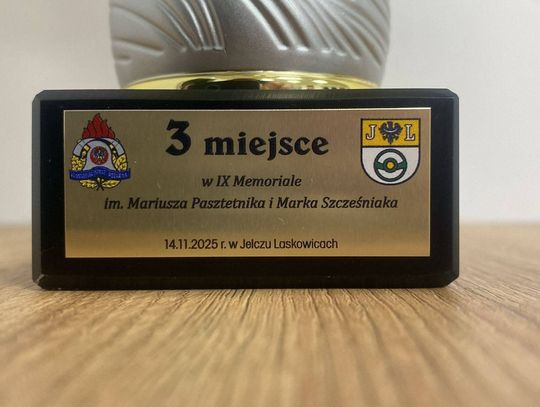 3 miejsce
J L
w IX Memoriale
im. Mariusza Pasztetnika i Marka Szcześniaka
14.11.2025 r. w Jelczu Laskowicach